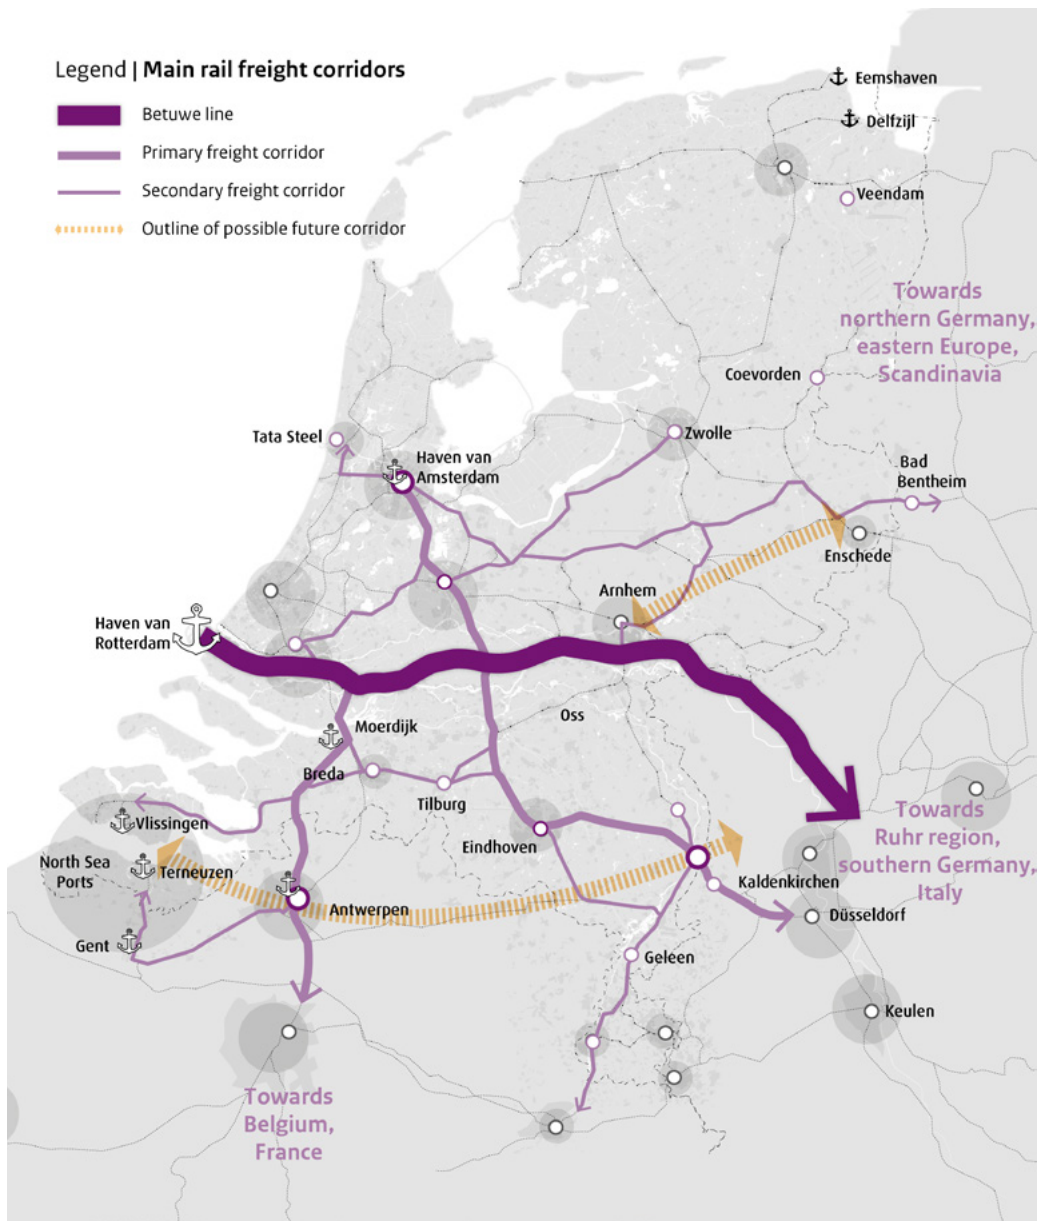 Legend | Main rail freight corridors
Betuwe line
Primary freight corridor
Secondary freight corridor
Outline of possible future corridor
Eemshaven
Delfzijl
Veendam
Towards
northern Germany,
eastern Europe,
Scandinavia
Coevorden
Tata Steel
Zwolle
Haven van
Amsterdam
Bad
Bentheim
Enschede
Arnhem
Haven van
Rotterdam
Oss
Moerdijk
Breda
Tilburg
Vlissingen
Eindhoven
Towards
Ruhr region,
southern Germany,
Italy
North Sea
Ports
Terneuzen
Kaldenkirchen
Antwerpen
Düsseldorf
Gent
Geleen
Keulen
Towards
Belgium,
France